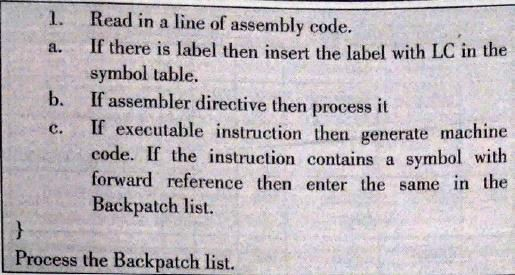 1. Read in a line of assembly code.
a. If there is label then insert the label with LC in the
symbol table.
b. If assembler directive then process it
c. If executable instruction then generate machine
code. If the instruction contains a symbol with
forward reference then enter the same in the
Backpatch list.
}
Process the Backpatch list.